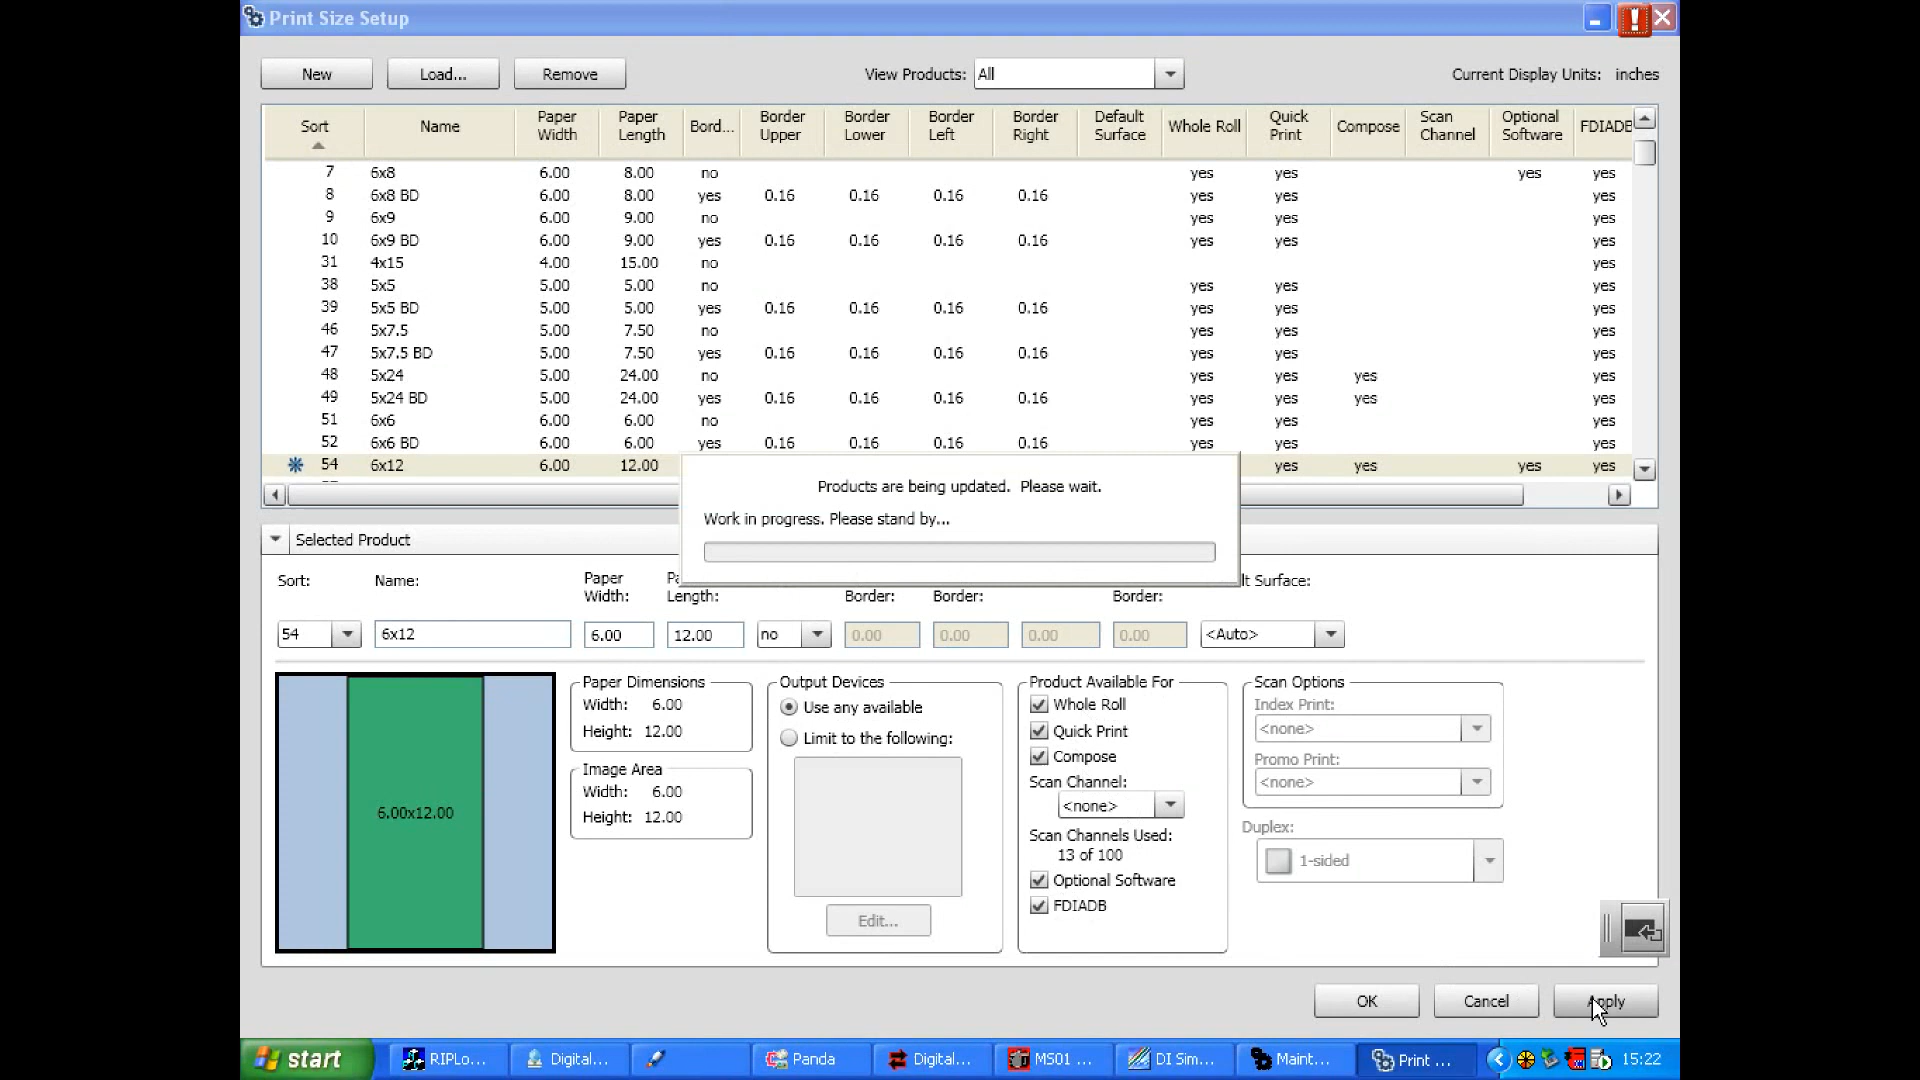 Print Size Setup
New Load... Remove View Products: All Current Display Units: inches
Sort Name Paper Width Paper Length Bord... Border Upper Border Lower Border Left Border Right Default Surface Whole Roll Quick Print Compose Scan Channel Optional Software FDIADB
7 6x8 6.00 8.00 no yes yes yes yes
8 6x8 BD 6.00 8.00 yes 0.16 0.16 0.16 0.16 yes yes yes
9 6x9 6.00 9.00 no yes yes yes
10 6x9 BD 6.00 9.00 yes 0.16 0.16 0.16 0.16 yes yes yes
31 4x15 4.00 15.00 no yes
38 5x5 5.00 5.00 no yes yes yes
39 5x5 BD 5.00 5.00 yes 0.16 0.16 0.16 0.16 yes yes yes
46 5x7.5 5.00 7.50 no yes yes yes
47 5x7.5 BD 5.00 7.50 yes 0.16 0.16 0.16 0.16 yes yes yes
48 5x24 5.00 24.00 no yes yes yes yes
49 5x24 BD 5.00 24.00 yes 0.16 0.16 0.16 0.16 yes yes yes yes
51 6x6 6.00 6.00 no yes yes yes
52 6x6 BD 6.00 6.00 yes 0.16 0.16 0.16 0.16 yes yes yes
54 6x12 6.00 12.00 yes yes yes yes
Products are being updated. Please wait.
Work in progress. Please stand by...
Selected Product
Sort: Name: Paper Width: Length: Border: Border: Border: Surface:
54 6x12 6.00 12.00 no 0.00 0.00 0.00 0.00 <Auto>
6.00x12.00
Paper Dimensions
Width: 6.00
Height: 12.00
Image Area
Width: 6.00
Height: 12.00
Output Devices
Use any available
Limit to the following:
Edit...
Product Available For
Whole Roll
Quick Print
Compose
Scan Channel:
<none>
Scan Channels Used:
13 of 100
Optional Software
FDIADB
Scan Options
Index Print:
<none>
Promo Print:
<none>
Duplex:
1-sided
OK Cancel Apply
start RIPLo... Digital... Panda Digital... MS01 ... DI Sim... Maint... Print ... 15:22